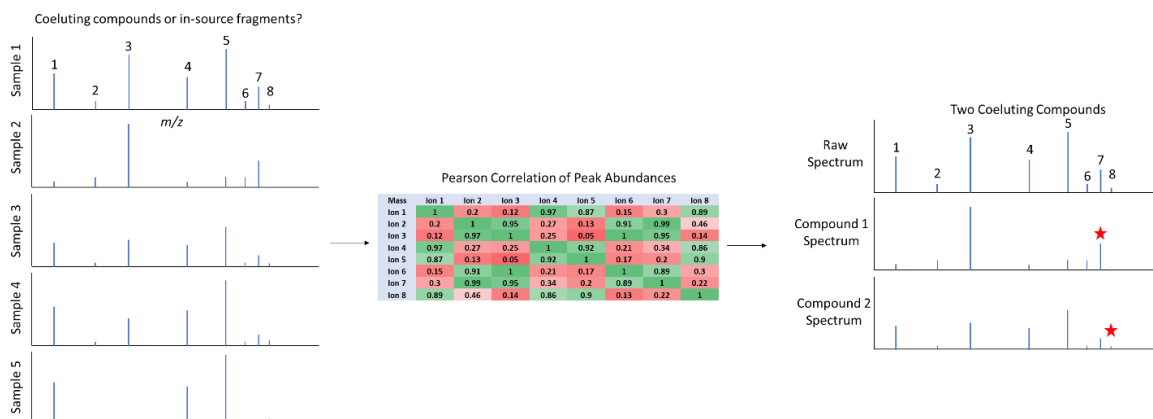 Coeluting compounds or in-source fragments?
Sample 1
1
2
3
4
5
6
7
8
m/z
Sample 2
Sample 3
Sample 4
Sample 5
Pearson Correlation of Peak Abundances
Mass Ion 1 Ion 2 Ion 3 Ion 4 Ion 5 Ion 6 Ion 7 Ion 8
Ion 1 1 0.2 0.12 0.97 0.87 0.15 0.3 0.89
Ion 2 0.2 1 0.95 0.27 0.13 0.91 0.99 0.46
Ion 3 0.12 0.97 1 0.25 0.05 1 0.95 0.14
Ion 4 0.97 0.27 0.25 1 0.92 0.21 0.34 0.86
Ion 5 0.87 0.13 0.05 0.92 1 0.17 0.2 0.9
Ion 6 0.15 0.91 1 0.21 0.17 1 0.89 0.3
Ion 7 0.3 0.99 0.95 0.34 0.2 0.89 1 0.22
Ion 8 0.89 0.46 0.14 0.86 0.9 0.13 0.22 1
Two Coeluting Compounds
Raw
Spectrum
1
2
3
4
5
6
7
8
Compound 1
Spectrum
Compound 2
Spectrum